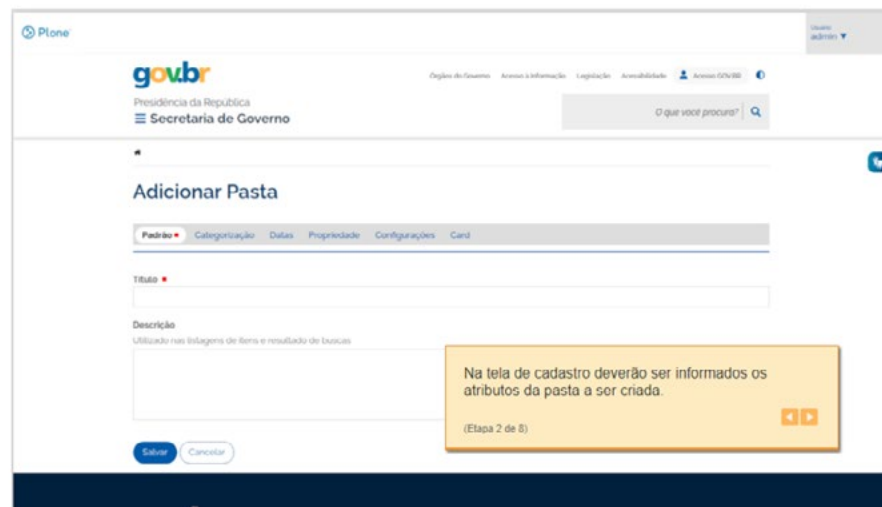 Plone
Usuário
admin ▼
gov.br
Órgãos do Governo Acesso à Informação Legislação Acessibilidade Acesso GOV.BR
Presidência da República
Secretaria de Governo
O que você procura?
Adicionar Pasta
Padrão Categorização Datas Propriedade Configurações Card
Título
Descrição
Utilizado nas listagens de itens e resultado de buscas
Na tela de cadastro deverão ser informados os
atributos da pasta a ser criada.
(Etapa 2 de 8)
Salvar Cancelar